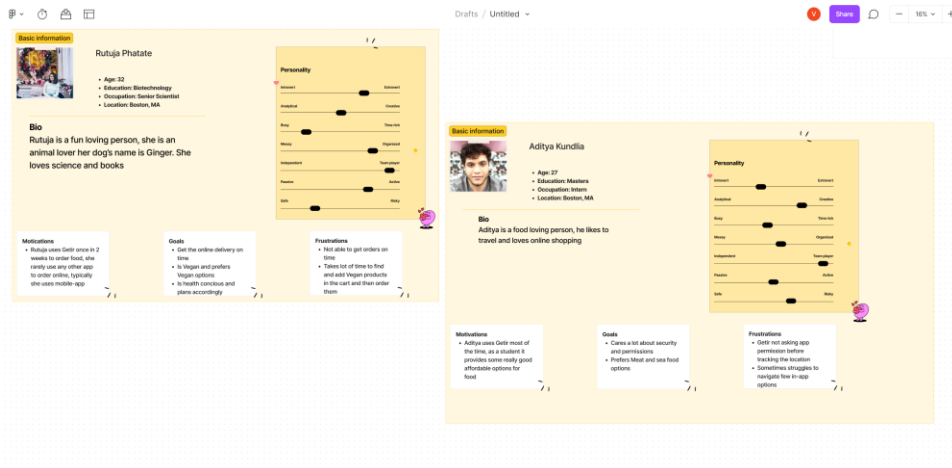 Drafts / Untitled
V
Share
16%
Basic information
Rutuja Phatate
• Age: 32
• Education: Biotechnology
• Occupation: Senior Scientist
• Location: Boston, MA
Bio
Rutuja is a fun loving person, she is an
animal lover her dog's name is Ginger. She
loves science and books
Personality
Introvert Extrovert
Analytical Creative
Busy Time rich
Messy Organized
Independent Team player
Passive Active
Safe Risky
Motications
• Rutuja uses Getir once in 2
weeks to order food, she
rarely use any other app
to order online, typically
she uses mobile-app
Goals
• Get the online delivery on
time
• Is Vegan and prefers
Vegan options
• Is health concious and
plans accordingly
Frustrations
• Not able to get orders on
time
• Takes lot of time to find
and add Vegan products
in the cart and then order
them
Basic information
Aditya Kundlia
• Age: 27
• Education: Masters
• Occupation: Intern
• Location: Boston, MA
Bio
Aditya is a food loving person, he likes to
travel and loves online shopping
Personality
Introvert Extrovert
Analytical Creative
Busy Time rich
Messy Organized
Independent Team player
Passive Active
Safe Risky
Motivations
• Aditya uses Getir most of
the time, as a student it
provides some really good
affordable options for
food
Goals
• Cares a lot about security
and permissions
• Prefers Meat and sea food
options
Frustrations
• Getir not asking app
permission before
tracking the location
• Sometimes struggles to
navigate few in-app
options